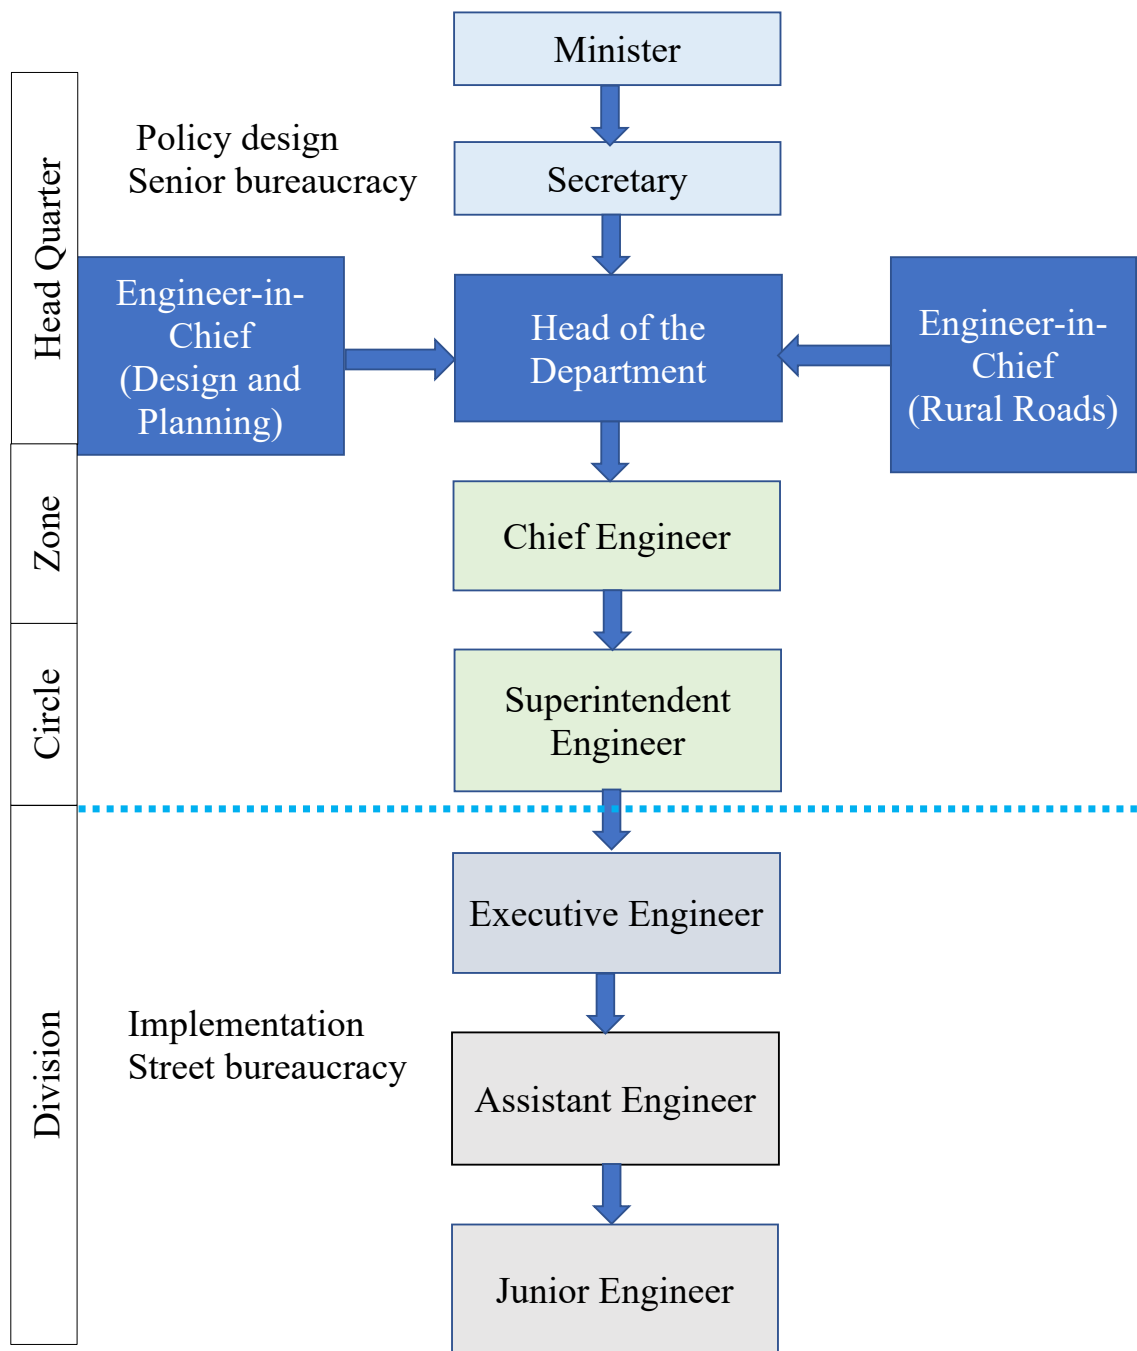 Minister
Policy design
Senior bureaucracy
Secretary
Head Quarter
Engineer-in-
Chief
(Design and
Planning)
Head of the
Department
Engineer-in-
Chief
(Rural Roads)
Zone
Chief Engineer
Circle
Superintendent
Engineer
Division
Executive Engineer
Implementation
Street bureaucracy
Assistant Engineer
Junior Engineer